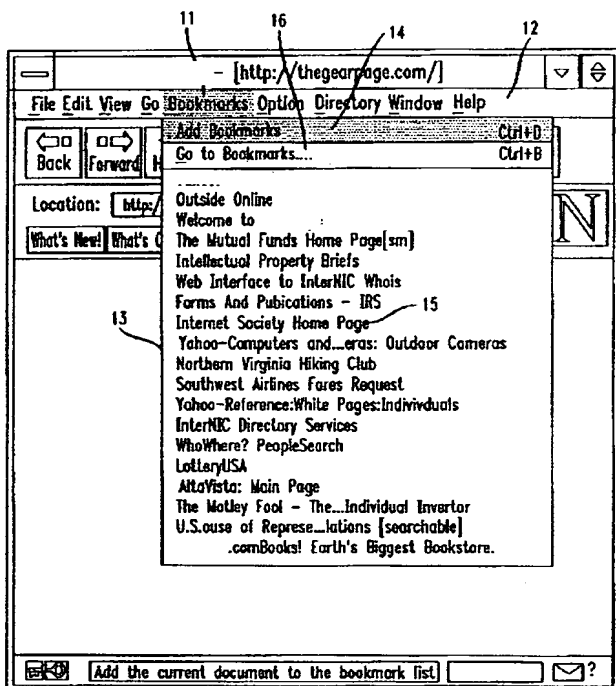 11 16 14 12
- [http://thegearpage.com/]
File Edit View Go Bookmarks Option Directory Window Help
Add Bookmarks Ctrl+D
Go to Bookmarks.... Ctrl+B
Back Forward H
Location: http:/
What's New! What's C
N
Outside Online
Welcome to
The Mutual Funds Home Page[sm]
Intellectual Property Briefs
Web Interface to InterNIC Whois
Forms And Pubications - IRS
Internet Society Home Page 15
13
Yahoo-Computers and...eras: Outdoor Cameras
Northern Virginia Hiking Club
Southwest Airlines Fares Request
Yahoo-Reference:White Pages:Indivivduals
InterNIC Directory Services
WhoWhere? PeopleSearch
LotteryUSA
AltaVista: Main Page
The Motley Fool - The...Individual Invertor
U.S.ouse of Represe...lations [searchable]
.comBooks! Earth's Biggest Bookstore.
Add the current document to the bookmark list ?